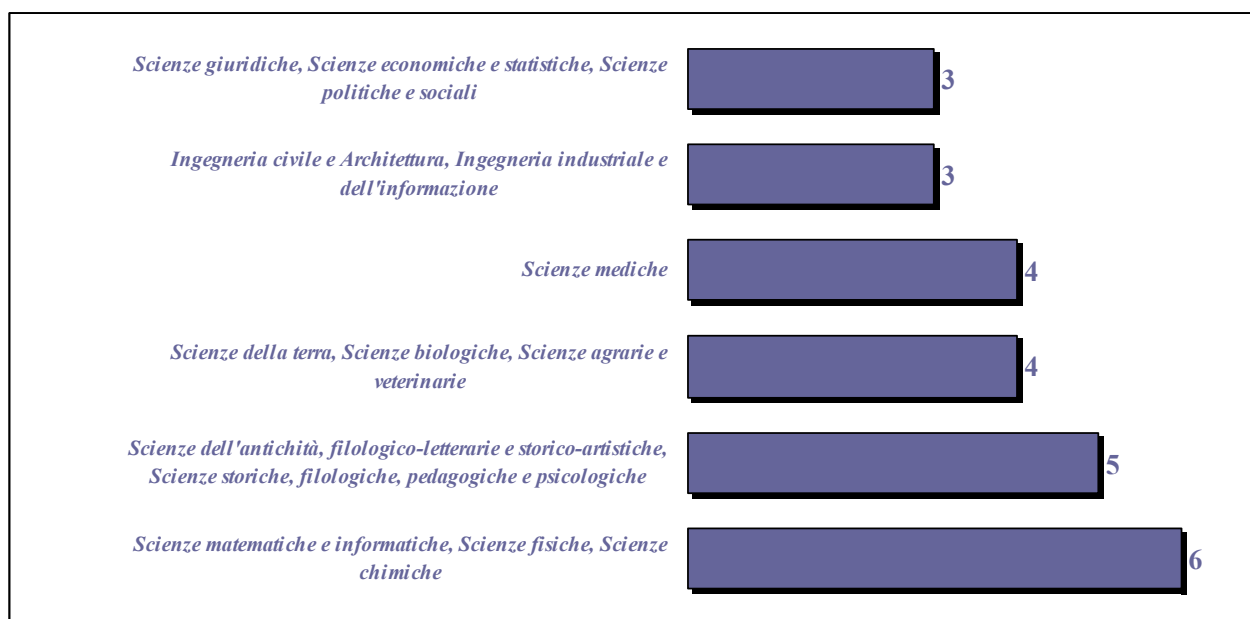 Scienze giuridiche, Scienze economiche e statistiche, Scienze
politiche e sociali
3
Ingegneria civile e Architettura, Ingegneria industriale e
dell'informazione
3
Scienze mediche
4
Scienze della terra, Scienze biologiche, Scienze agrarie e
veterinarie
4
Scienze dell'antichità, filologico-letterarie e storico-artistiche,
Scienze storiche, filologiche, pedagogiche e psicologiche
5
Scienze matematiche e informatiche, Scienze fisiche, Scienze
chimiche
6